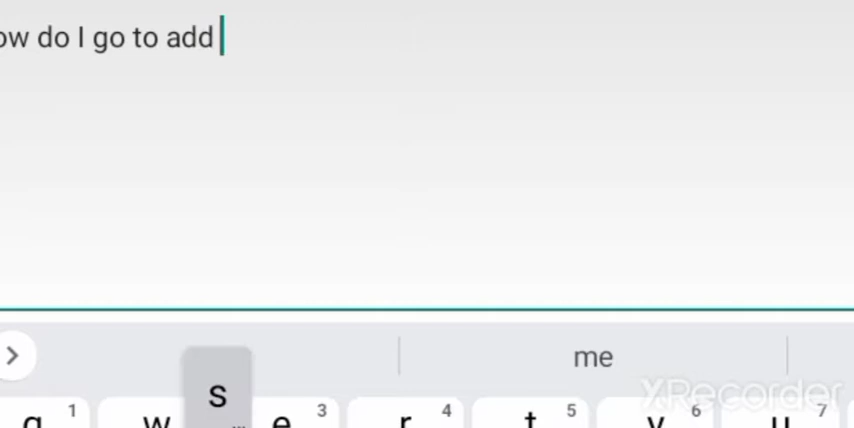 ow do I go to add
me
s
q 1 w e 3 r 4 t 5 y 6 u 7
XRecorder